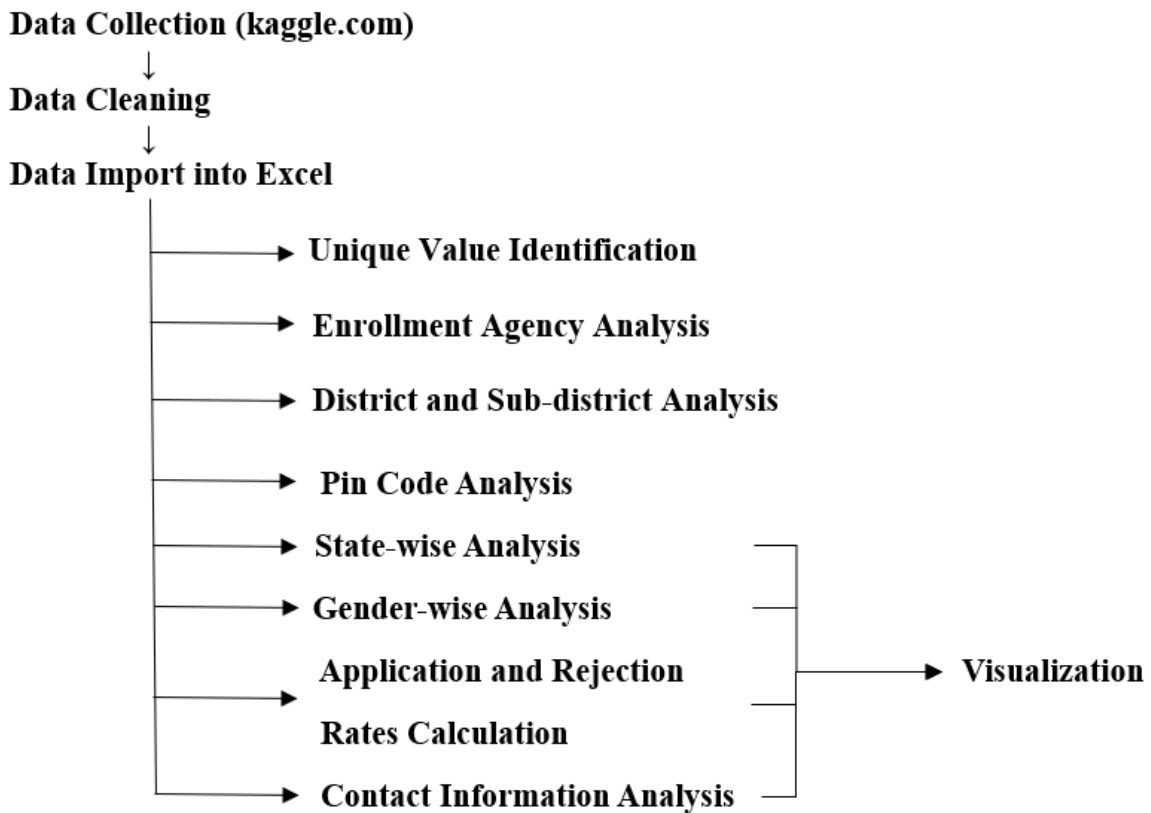 Data Collection (kaggle.com)
Data Cleaning
Data Import into Excel
Unique Value Identification
Enrollment Agency Analysis
District and Sub-district Analysis
Pin Code Analysis
State-wise Analysis
Gender-wise Analysis
Application and Rejection
Rates Calculation
Contact Information Analysis
Visualization